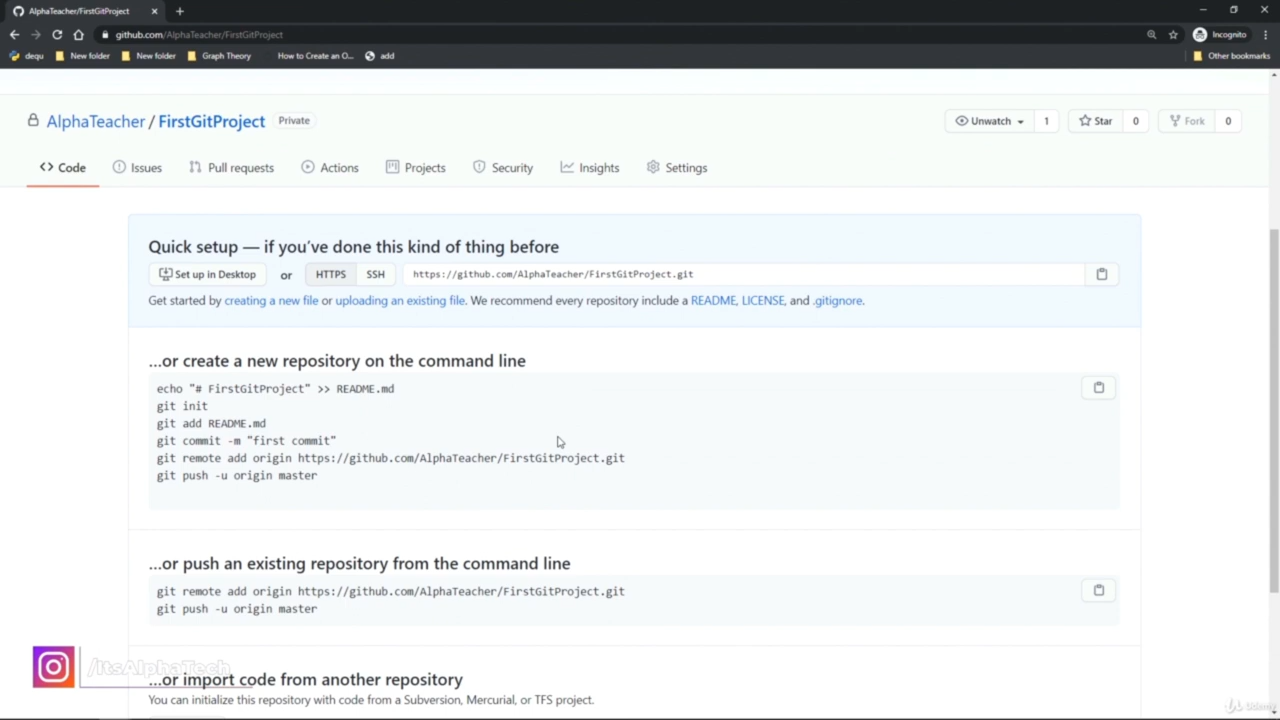 AlphaTeacher/FirstGitProject
github.com/AlphaTeacher/FirstGitProject
Incognito
dequ New folder New folder Graph Theory How to Create an O... add Other bookmarks
AlphaTeacher / FirstGitProject Private Unwatch 1 Star 0 Fork 0
Code Issues Pull requests Actions Projects Security Insights Settings
Quick setup — if you've done this kind of thing before
Set up in Desktop or HTTPS SSH https://github.com/AlphaTeacher/FirstGitProject.git
Get started by creating a new file or uploading an existing file. We recommend every repository include a README, LICENSE, and .gitignore.
...or create a new repository on the command line
echo "# FirstGitProject" >> README.md
git init
git add README.md
git commit -m "first commit"
git remote add origin https://github.com/AlphaTeacher/FirstGitProject.git
git push -u origin master
...or push an existing repository from the command line
git remote add origin https://github.com/AlphaTeacher/FirstGitProject.git
git push -u origin master
/ItsAlphaTech
...or import code from another repository
You can initialize this repository with code from a Subversion, Mercurial, or TFS project.
Udemy